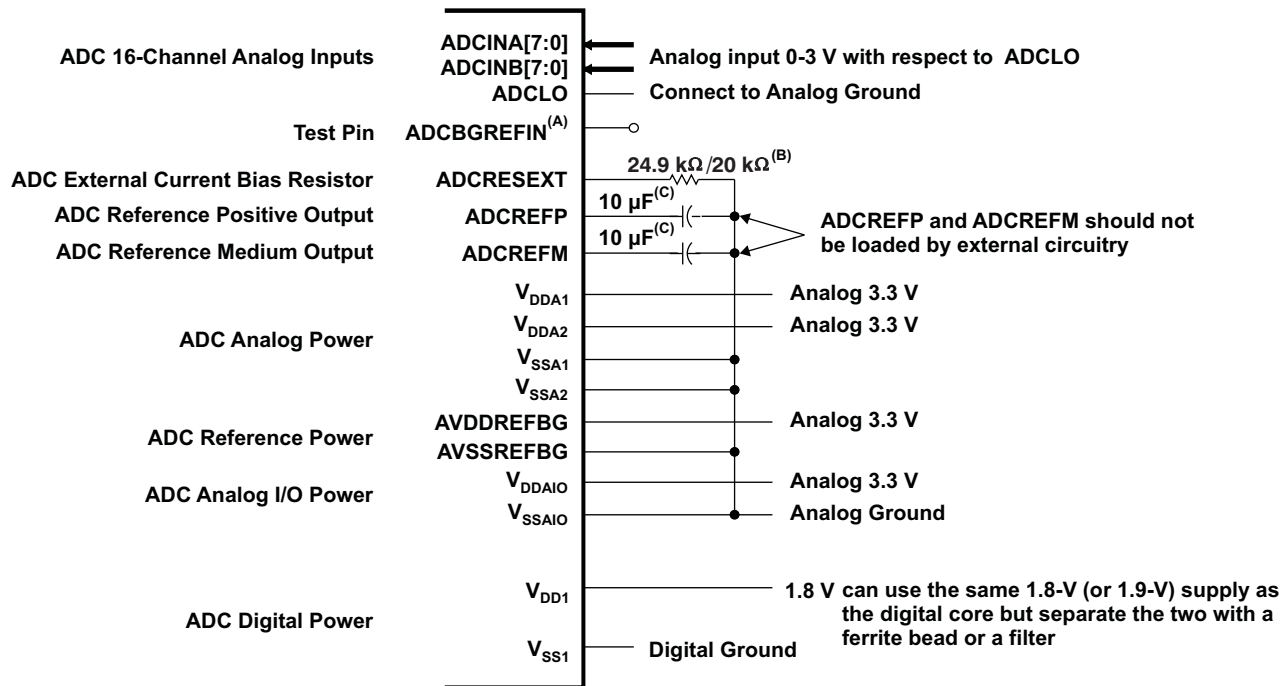 ADC 16-Channel Analog Inputs
ADCINA[7:0]
ADCINB[7:0]
Analog input 0-3 V with respect to ADCLO
ADCLO
Connect to Analog Ground
Test Pin
ADCBGREFIN(A)
24.9 kΩ/20 kΩ(B)
ADC External Current Bias Resistor
ADCRESEXT
10 µF(C)
ADC Reference Positive Output
ADCREFP
10 µF(C)
ADC Reference Medium Output
ADCREFM
ADCREFP and ADCREFM should not
be loaded by external circuitry
VDDA1
Analog 3.3 V
VDDA2
Analog 3.3 V
ADC Analog Power
VSSA1
VSSA2
ADC Reference Power
AVDDREFBG
Analog 3.3 V
AVSSREFBG
ADC Analog I/O Power
VDDAIO
Analog 3.3 V
VSSAIO
Analog Ground
ADC Digital Power
VDD1
1.8 V can use the same 1.8-V (or 1.9-V) supply as
the digital core but separate the two with a
ferrite bead or a filter
VSS1
Digital Ground